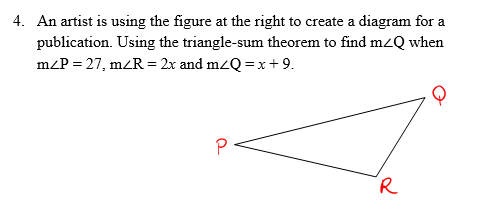 4. An artist is using the figure at the right to create a diagram for a
publication. Using the triangle-sum theorem to find m∠Q when
m∠P = 27, m∠R = 2x and m∠Q = x + 9.
Q
P
R